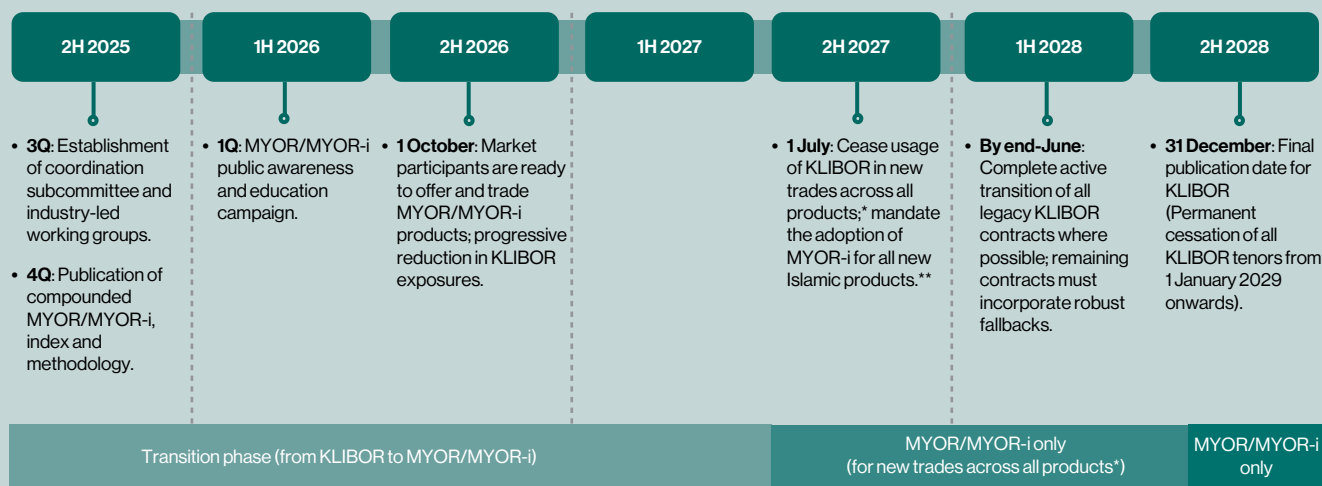 2H 2025
1H 2026
2H 2026
1H 2027
2H 2027
1H 2028
2H 2028
• 3Q: Establishment
of coordination
subcommittee and
industry-led
working groups.
• 4Q: Publication of
compounded
MYOR/MYOR-i,
index and
methodology.
• 1Q: MYOR/MYOR-i
public awareness
and education
campaign.
• 1 October: Market
participants are ready
to offer and trade
MYOR/MYOR-i
products; progressive
reduction in KLIBOR
exposures.
• 1 July: Cease usage
of KLIBOR in new
trades across all
products;* mandate
the adoption of
MYOR-i for all new
Islamic products.**
• By end-June:
Complete active
transition of all
legacy KLIBOR
contracts where
possible; remaining
contracts must
incorporate robust
fallbacks.
• 31 December: Final
publication date for
KLIBOR
(Permanent
cessation of all
KLIBOR tenors from
1 January 2029
onwards).
Transition phase (from KLIBOR to MYOR/MYOR-i)
MYOR/MYOR-i only
(for new trades across all products*)
MYOR/MYOR-i
only